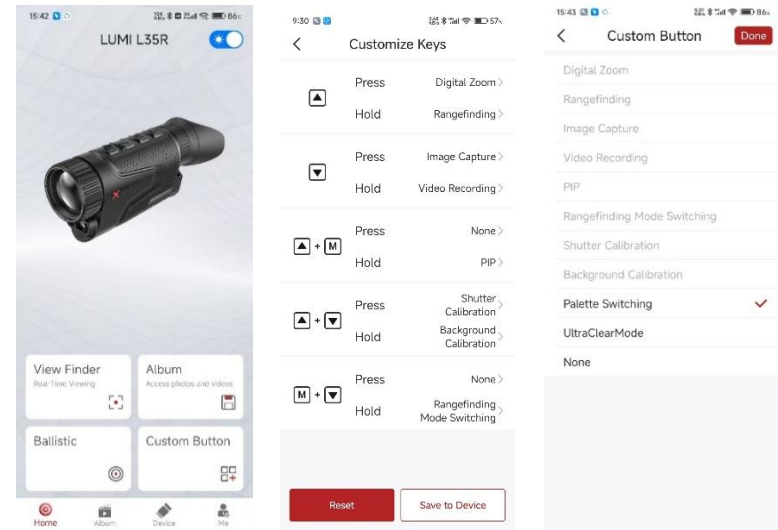 15:42
86%
LUMI L35R
View Finder
Real-Time Viewing
Album
Access photos and videos
Ballistic
Custom Button
Home
Album
Device
Me
9:30
57%
Customize Keys
Press
Digital Zoom
Hold
Rangefinding
Press
Image Capture
Hold
Video Recording
+ M
Press
None
Hold
PIP
+
Press
Shutter
Calibration
Hold
Background
Calibration
M +
Press
None
Hold
Rangefinding
Mode Switching
Reset
Save to Device
15:43
86%
Custom Button
Done
Digital Zoom
Rangefinding
Image Capture
Video Recording
PIP
Rangefinding Mode Switching
Shutter Calibration
Background Calibration
Palette Switching
UltraClearMode
None